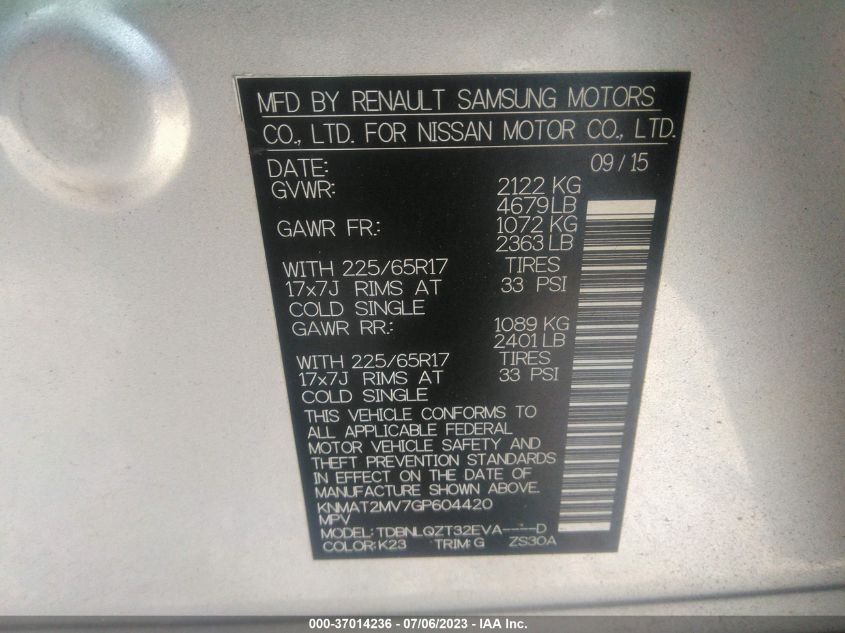 MFD BY RENAULT SAMSUNG MOTORS
CO., LTD. FOR NISSAN MOTOR CO., LTD.
DATE: 09/15
GVWR: 2122 KG
4679 LB
GAWR FR.: 1072 KG
2363 LB
WITH 225/65R17 TIRES
17x7J RIMS AT 33 PSI
COLD SINGLE
GAWR RR.: 1089 KG
2401 LB
WITH 225/65R17 TIRES
17x7J RIMS AT 33 PSI
COLD SINGLE
THIS VEHICLE CONFORMS TO
ALL APPLICABLE FEDERAL
MOTOR VEHICLE SAFETY AND
THEFT PREVENTION STANDARDS
IN EFFECT ON THE DATE OF
MANUFACTURE SHOWN ABOVE.
KNMAT2MV7GP604420
MPV
MODEL: TDBNLQZT32EVA----D
COLOR: K23 TRIM: G ZS30A
000-37014236 - 07/06/2023 - IAA Inc.